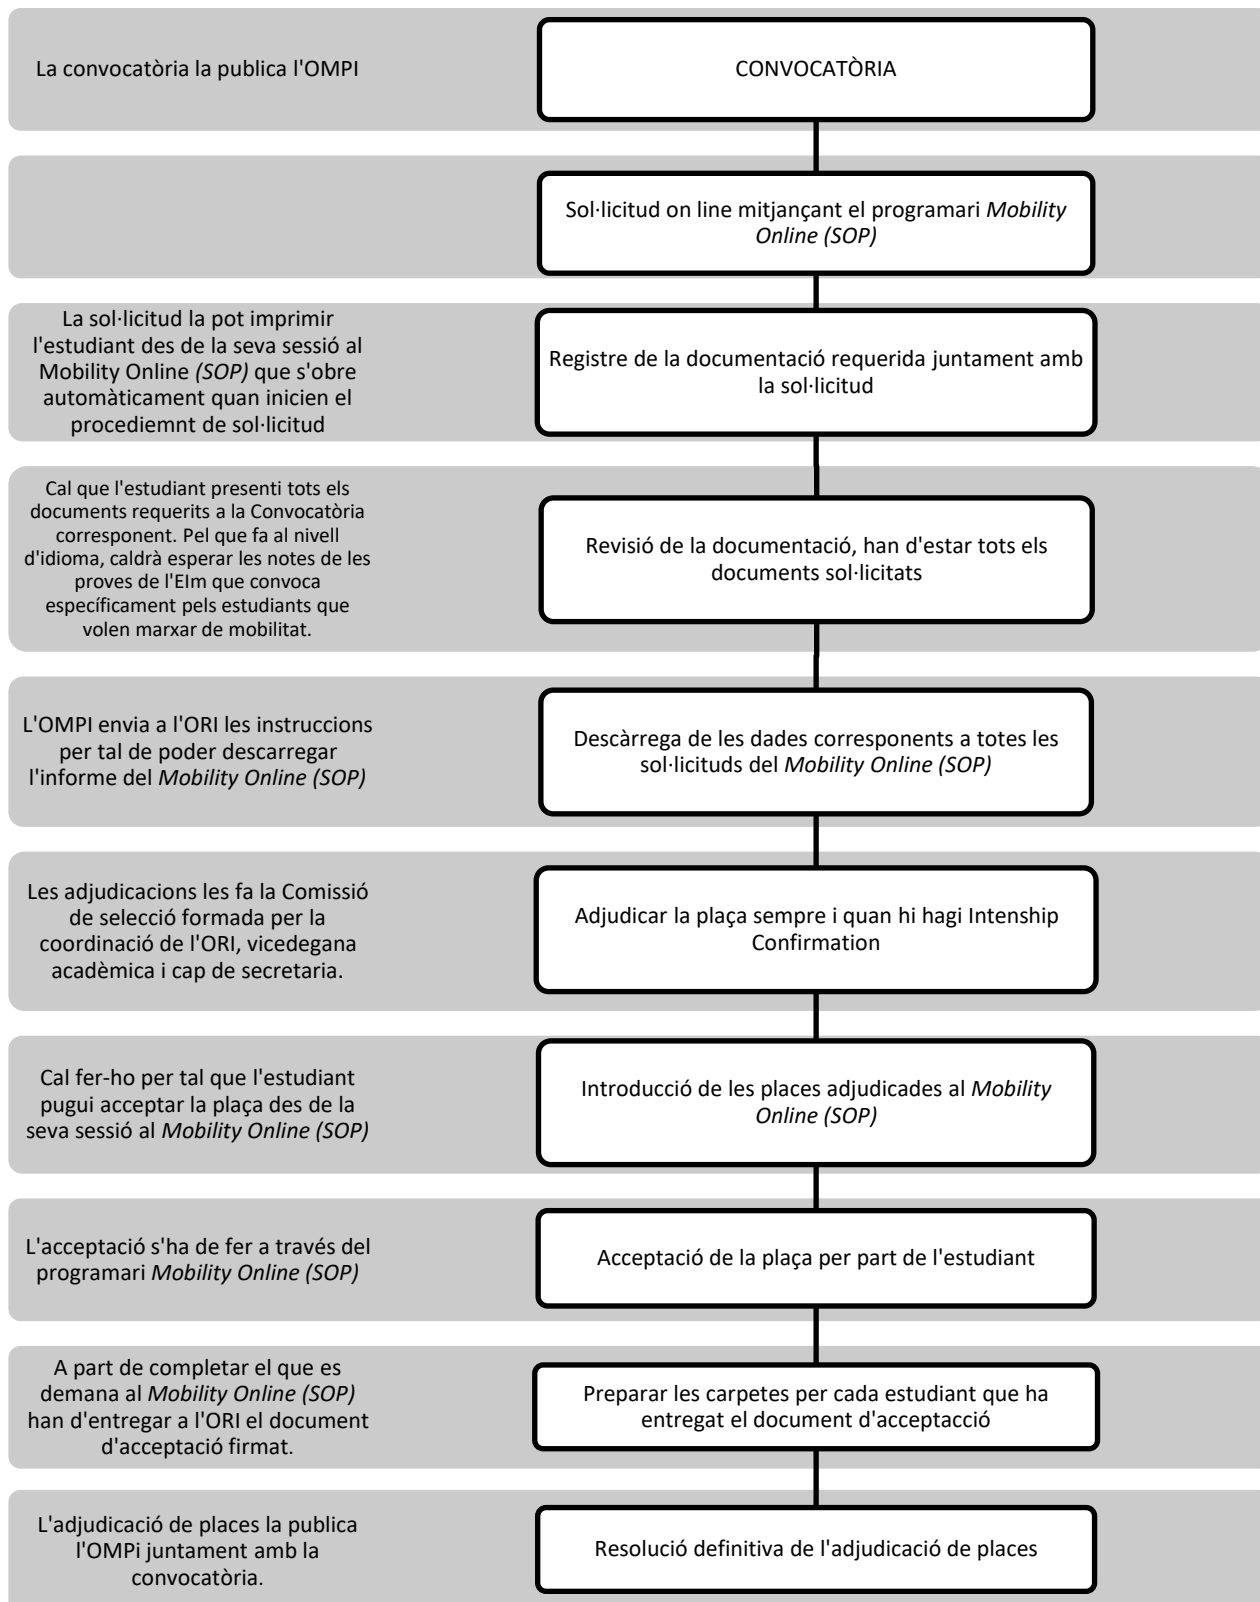 La convocatòria la publica l'OMPI
CONVOCATÒRIA
Sol·licitud on line mitjançant el programari Mobility
Online (SOP)
La sol·licitud la pot imprimir
l'estudiant des de la seva sessió al
Mobility Online (SOP) que s'obre
automàticament quan inicien el
procediemnt de sol·licitud
Registre de la documentació requerida juntament amb
la sol·licitud
Cal que l'estudiant presenti tots els
documents requerits a la Convocatòria
corresponent. Pel que fa al nivell
d'idioma, caldrà esperar les notes de les
proves de l'EIm que convoca
específicament pels estudiants que
volen marxar de mobilitat.
Revisió de la documentació, han d'estar tots els
documents sol·licitats
L'OMPI envia a l'ORI les instruccions
per tal de poder descarregar
l'informe del Mobility Online (SOP)
Descàrrega de les dades corresponents a totes les
sol·licituds del Mobility Online (SOP)
Les adjudicacions les fa la Comissió
de selecció formada per la
coordinació de l'ORI, vicedegana
acadèmica i cap de secretaria.
Adjudicar la plaça sempre i quan hi hagi Intenship
Confirmation
Cal fer-ho per tal que l'estudiant
pugui acceptar la plaça des de la
seva sessió al Mobility Online (SOP)
Introducció de les places adjudicades al Mobility
Online (SOP)
L'acceptació s'ha de fer a través del
programari Mobility Online (SOP)
Acceptació de la plaça per part de l'estudiant
A part de completar el que es
demana al Mobility Online (SOP)
han d'entregar a l'ORI el document
d'acceptació firmat.
Preparar les carpetes per cada estudiant que ha
entregat el document d'acceptacció
L'adjudicació de places la publica
l'OMPi juntament amb la
convocatòria.
Resolució definitiva de l'adjudicació de places